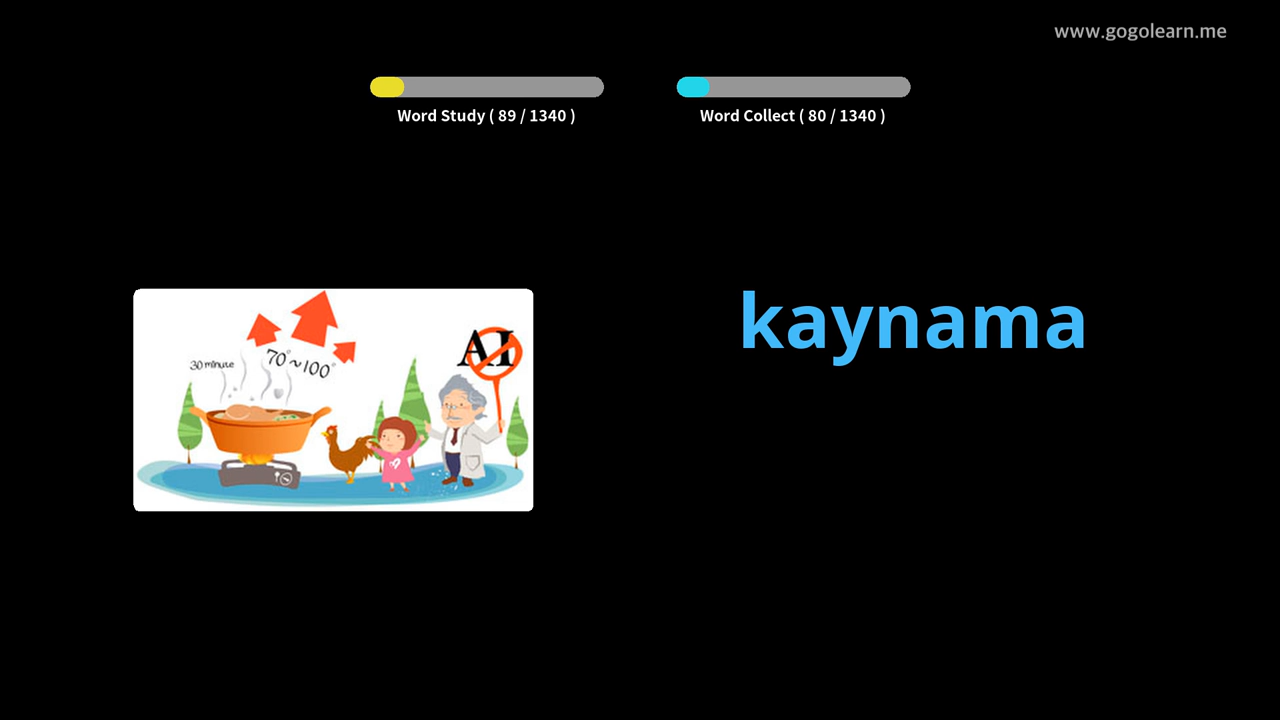 www.gogolearn.me
Word Study ( 89 / 1340 )
Word Collect ( 80 / 1340 )
kaynama
30 minute
70°~100°
AI